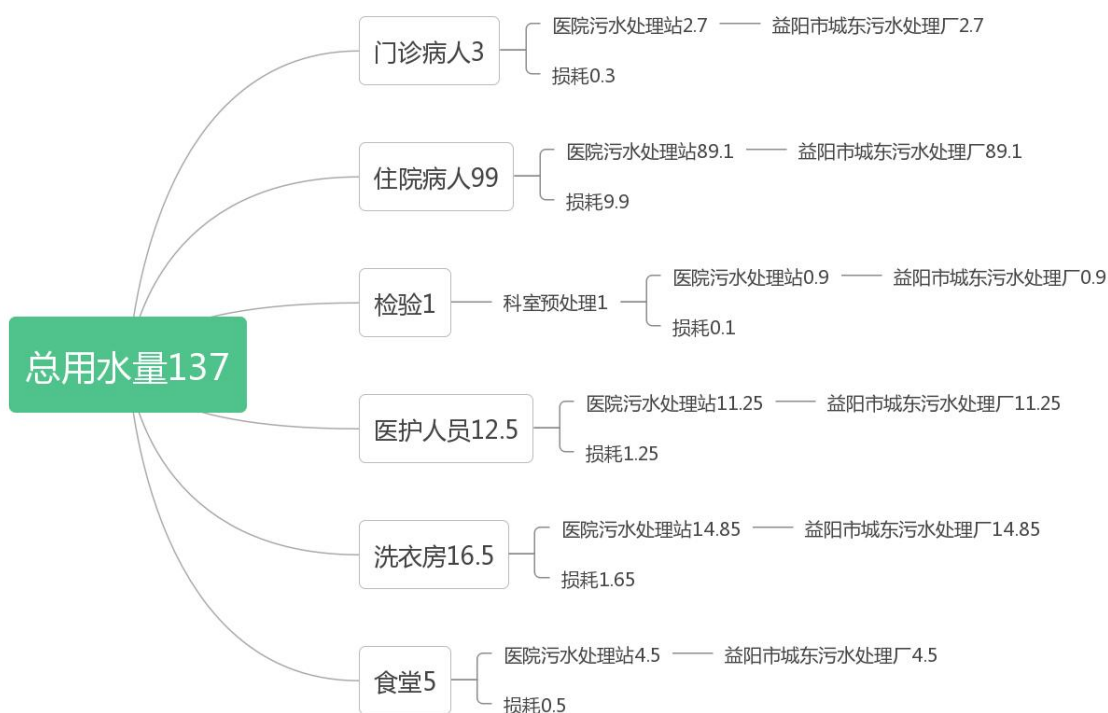 总用水量137
门诊病人3
医院污水处理站2.7
益阳市城东污水处理厂2.7
损耗0.3
住院病人99
医院污水处理站89.1
益阳市城东污水处理厂89.1
损耗9.9
检验1
科室预处理1
医院污水处理站0.9
益阳市城东污水处理厂0.9
损耗0.1
医护人员12.5
医院污水处理站11.25
益阳市城东污水处理厂11.25
损耗1.25
洗衣房16.5
医院污水处理站14.85
益阳市城东污水处理厂14.85
损耗1.65
食堂5
医院污水处理站4.5
益阳市城东污水处理厂4.5
损耗0.5